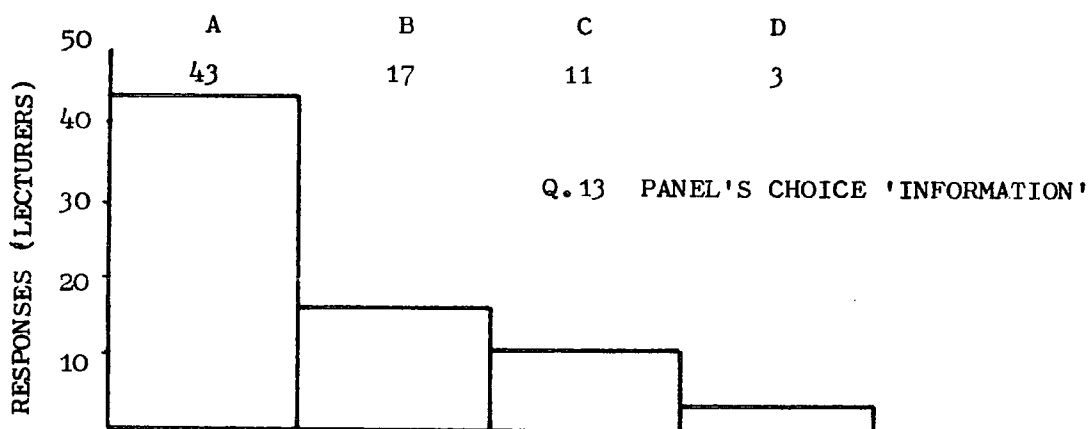 A B C D
50
43 17 11 3
40
Q.13 PANEL'S CHOICE 'INFORMATION'
30
20
10
RESPONSES (LECTURERS)